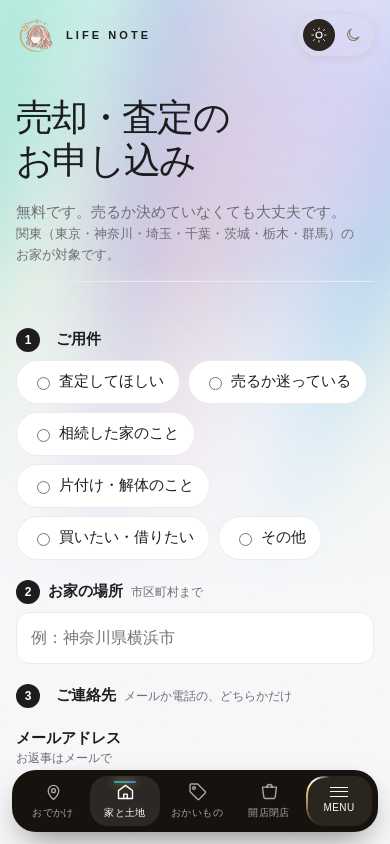 LIFE NOTE
売却・査定の
お申し込み
無料です。売るか決めていなくても大丈夫です。
関東（東京・神奈川・埼玉・千葉・茨城・栃木・群馬）の
お家が対象です。
1 ご用件
査定してほしい 売るか迷っている
相続した家のこと
片付け・解体のこと
買いたい・借りたい その他
2 お家の場所 市区町村まで
例：神奈川県横浜市
3 ご連絡先 メールか電話の、どちらかだけ
メールアドレス
お返事はメールで
おでかけ 家と土地 おかいもの 開店閉店 MENU